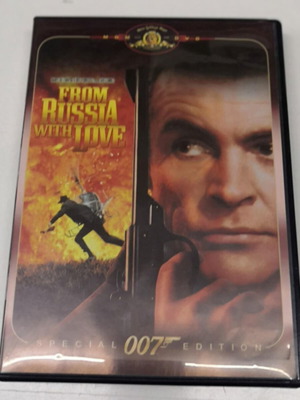 FROM
RUSSIA
WITH LOVE
SPECIAL 007 EDITION